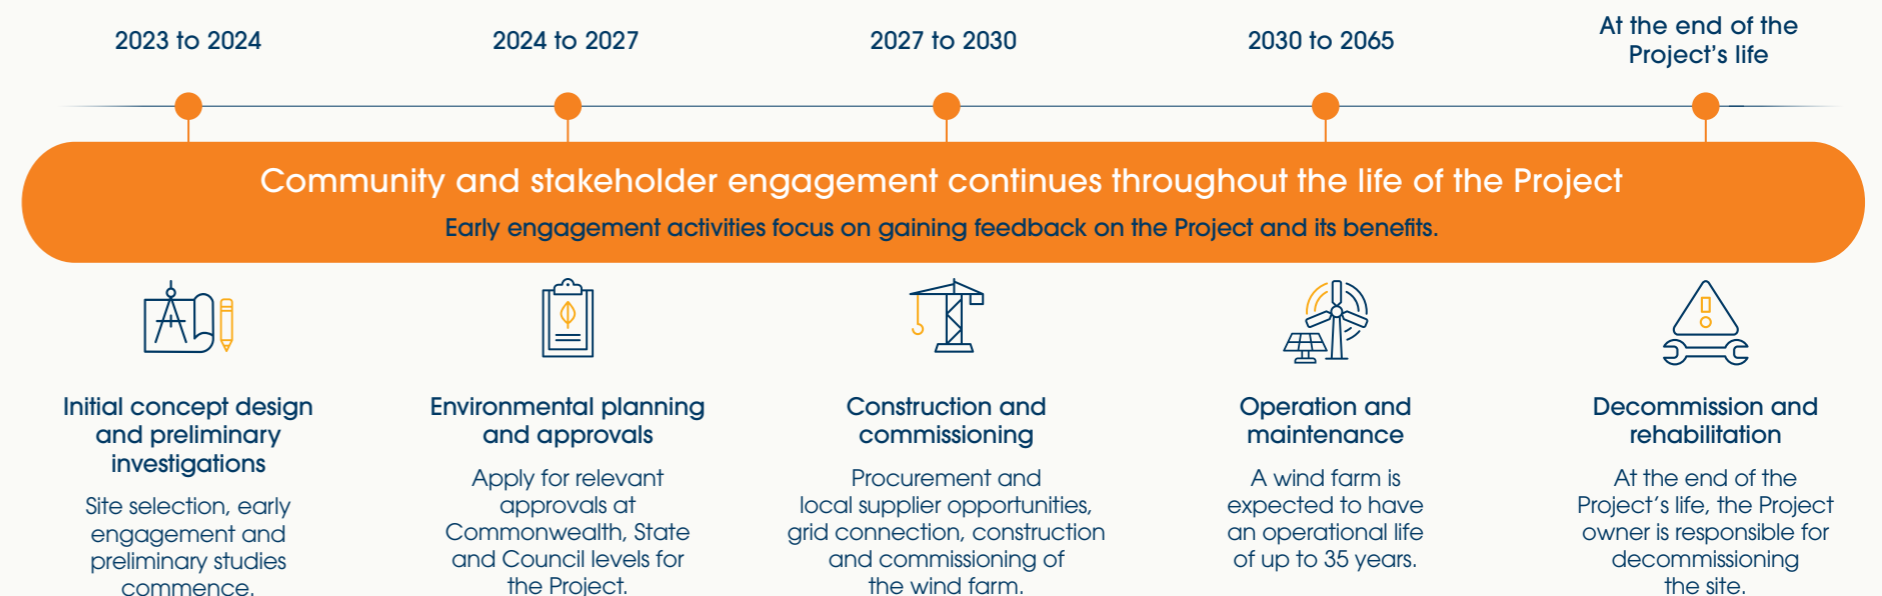 2023 to 2024
2024 to 2027
2027 to 2030
2030 to 2065
At the end of the
Project's life
Community and stakeholder engagement continues throughout the life of the Project
Early engagement activities focus on gaining feedback on the Project and its benefits.
Initial concept design
and preliminary
investigations
Site selection, early
engagement and
preliminary studies
commence.
Environmental planning
and approvals
Apply for relevant
approvals at
Commonwealth, State
and Council levels for
the Project.
Construction and
commissioning
Procurement and
local supplier opportunities,
grid connection, construction
and commissioning of
the wind farm.
Operation and
maintenance
A wind farm is
expected to have
an operational life
of up to 35 years.
Decommission and
rehabilitation
At the end of the
Project's life, the Project
owner is responsible for
decommissioning
the site.